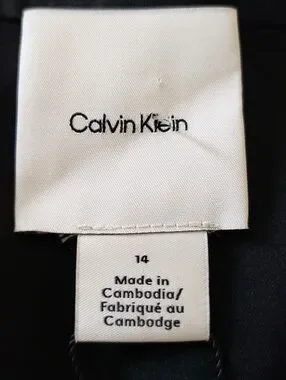 Calvin Klein
14
Made in
Cambodia/
Fabriqué au
Cambodge